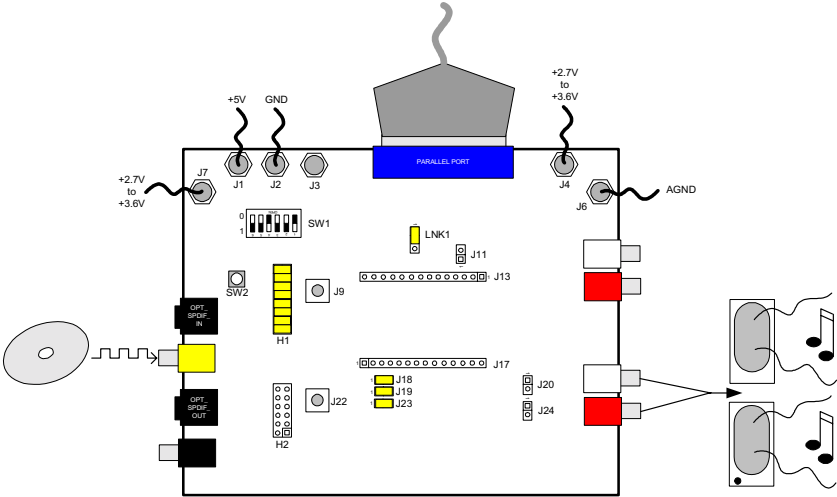 +2.7V
to
+3.6V
+5V
GND
PARALLEL PORT
J7
J1
J2
J3
J4
+2.7V
to
+3.6V
J6
AGND
0
1
SW1
LNK1
J11
J13
SW2
H1
J9
OPT_
SPDIF_
IN
J17
J18
J19
J23
J20
J24
OPT_
SPDIF_
OUT
J22
H2